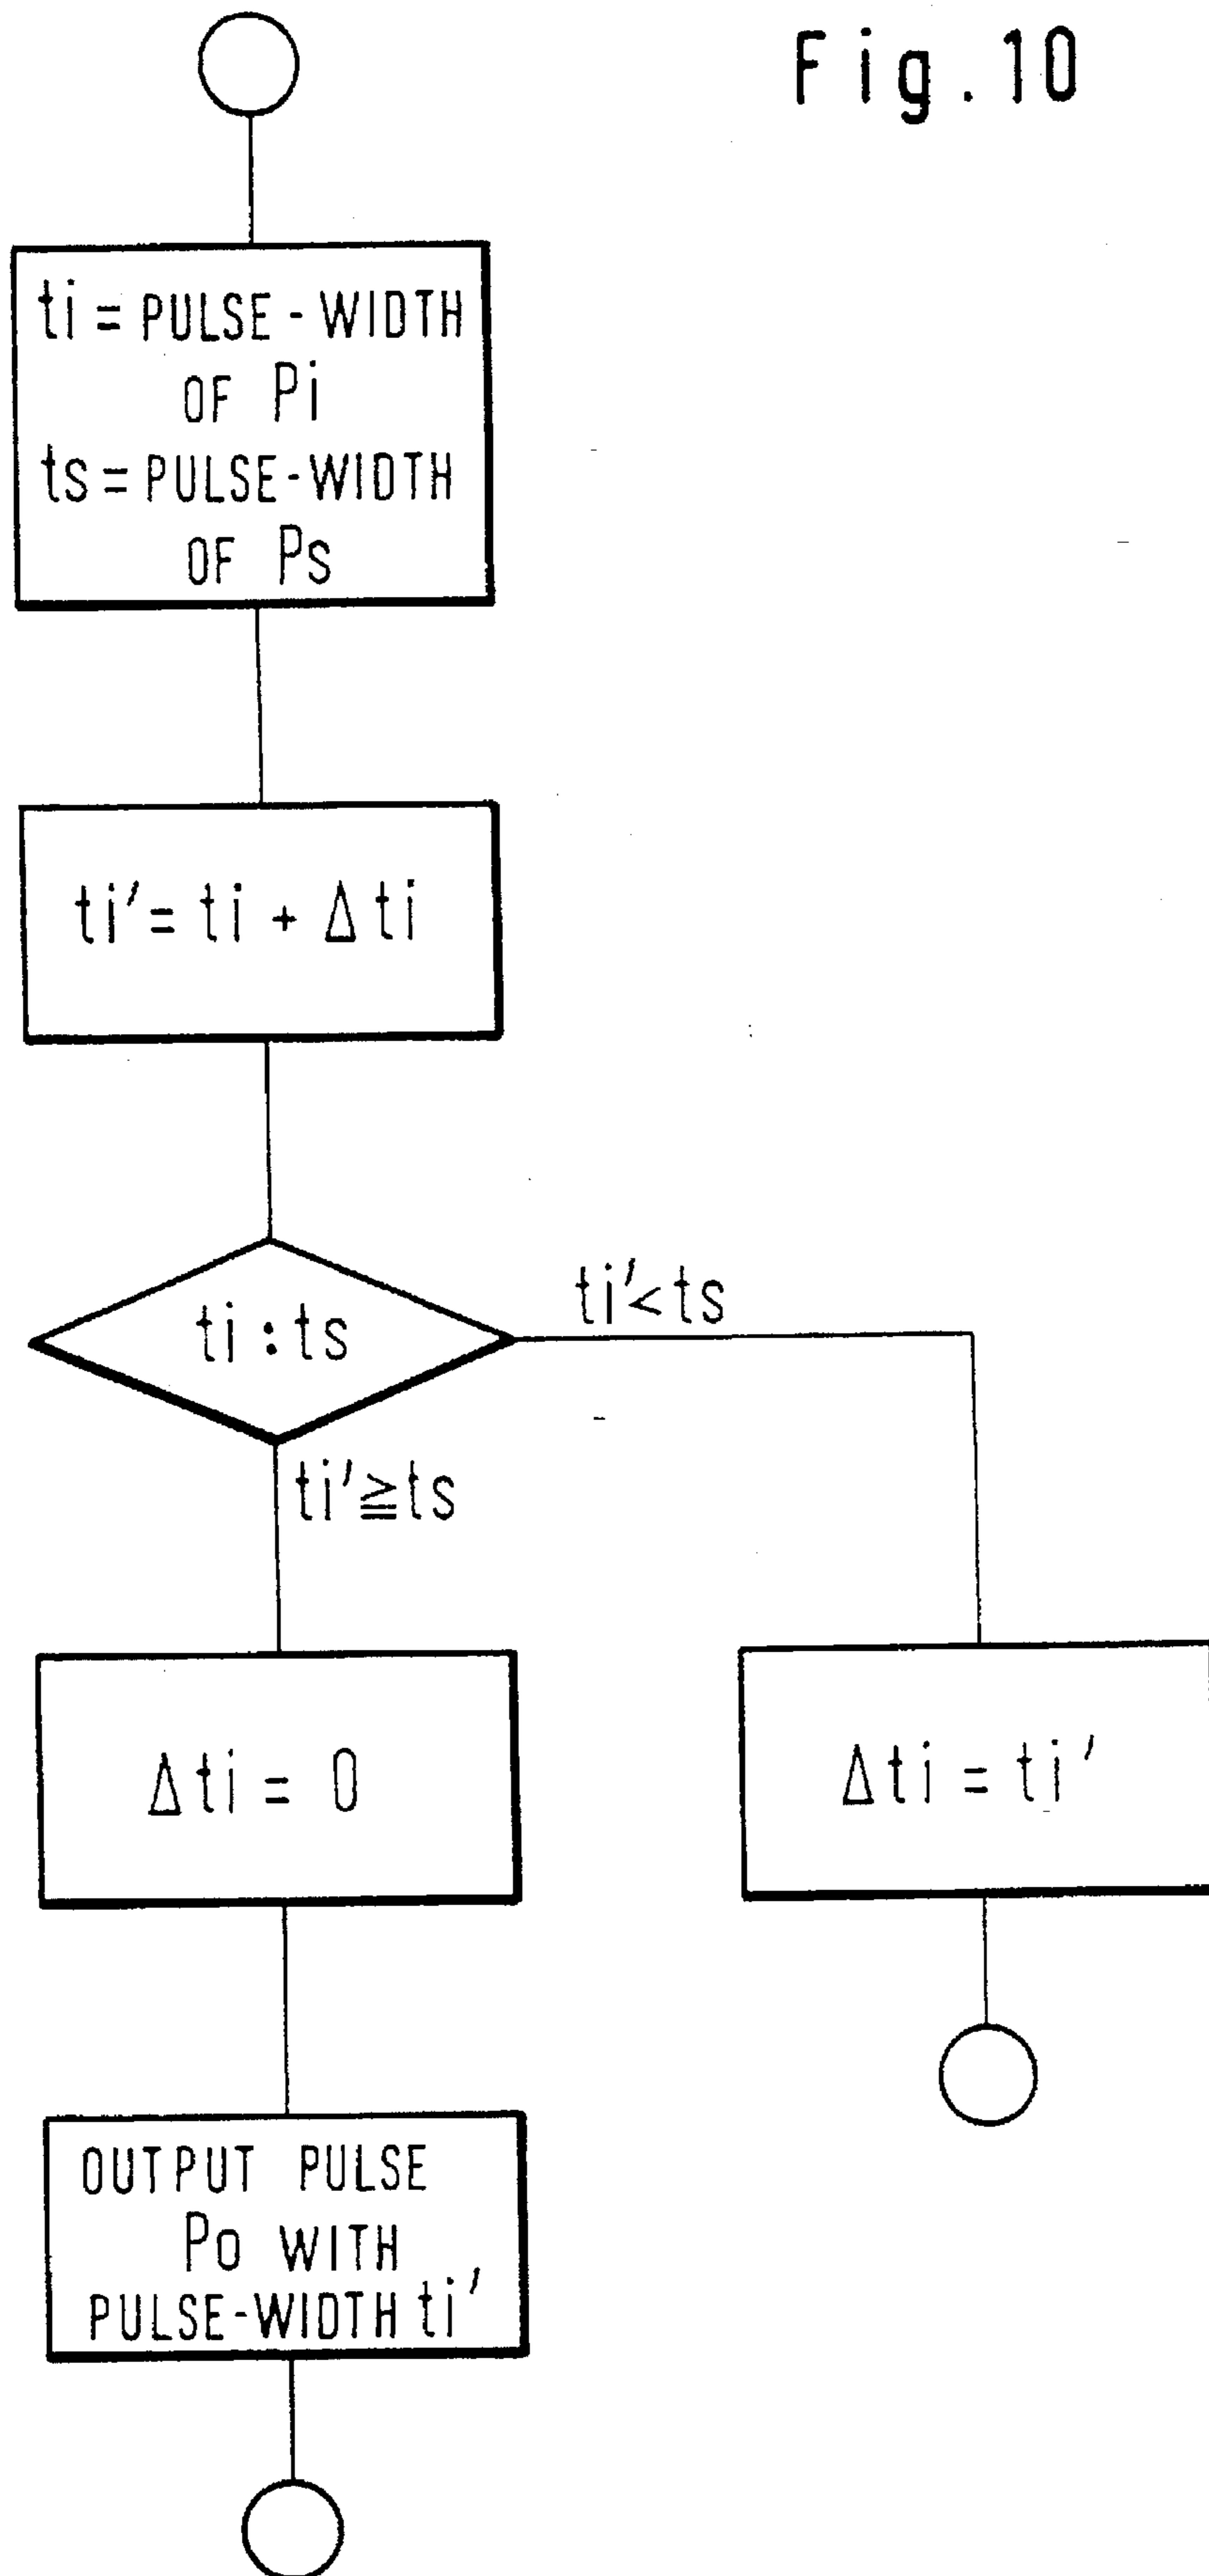 Fig. 10
ti = PULSE-WIDTH
OF Pi
ts = PULSE-WIDTH
OF Ps
ti′ = ti + Δti
ti : ts
ti′ < ts
ti′ ≧ ts
Δti = 0
Δti = ti′
OUTPUT PULSE
Po WITH
PULSE-WIDTH ti′